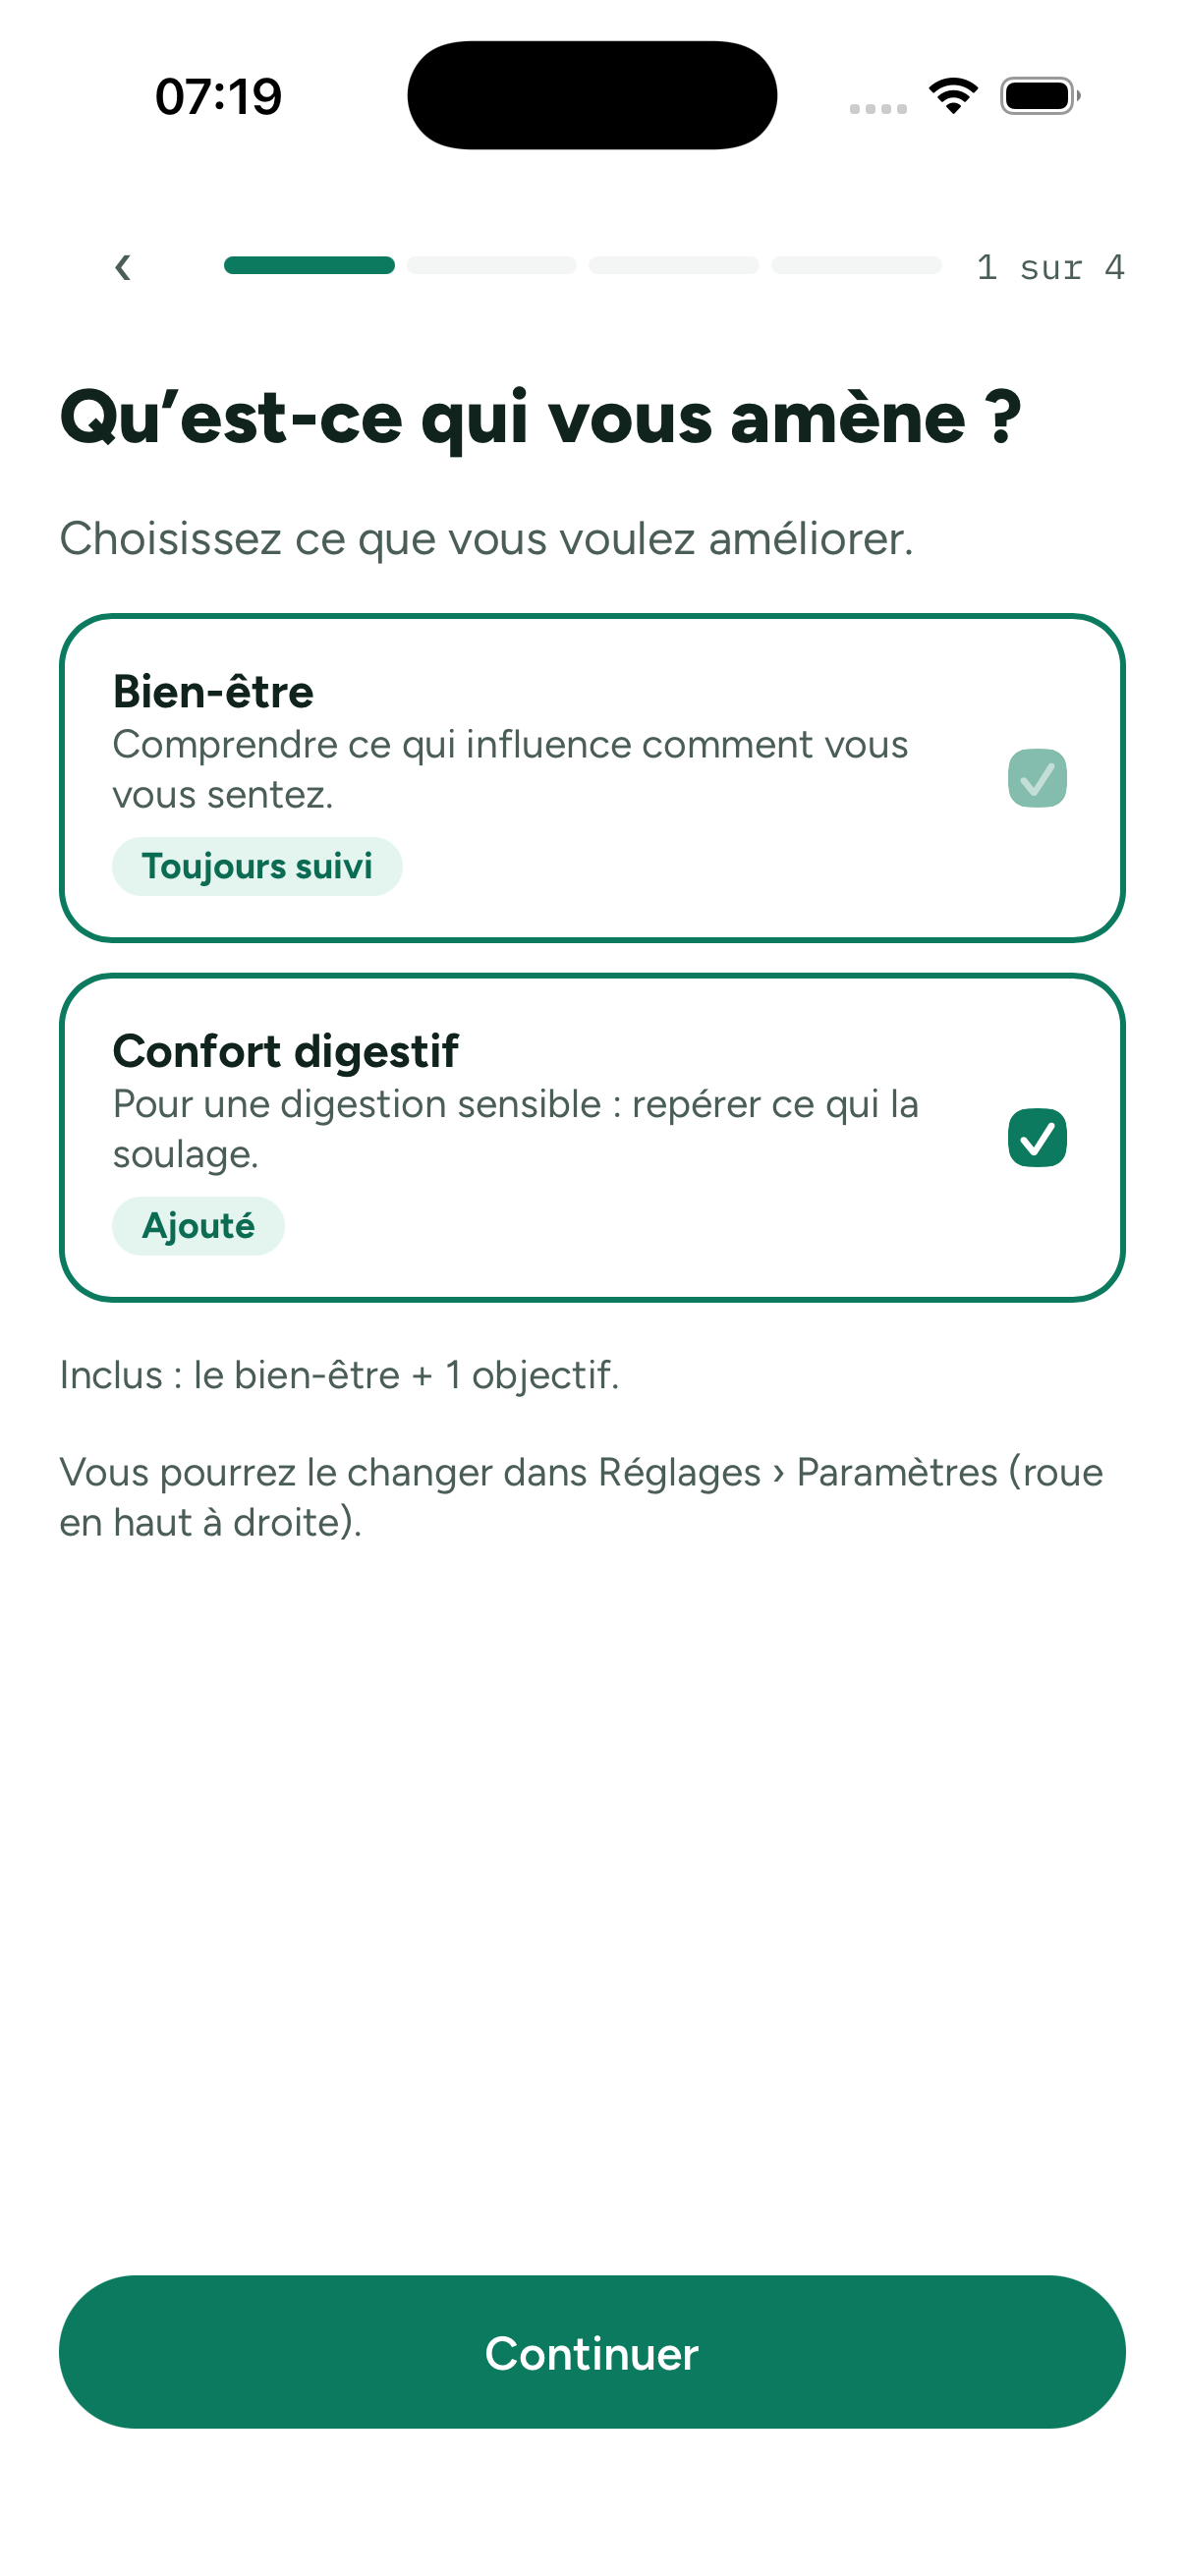 07:19
‹ 1 sur 4
Qu’est-ce qui vous amène ?
Choisissez ce que vous voulez améliorer.
Bien-être
Comprendre ce qui influence comment vous
vous sentez.
Toujours suivi
Confort digestif
Pour une digestion sensible : repérer ce qui la
soulage.
Ajouté
Inclus : le bien-être + 1 objectif.
Vous pourrez le changer dans Réglages › Paramètres (roue
en haut à droite).
Continuer